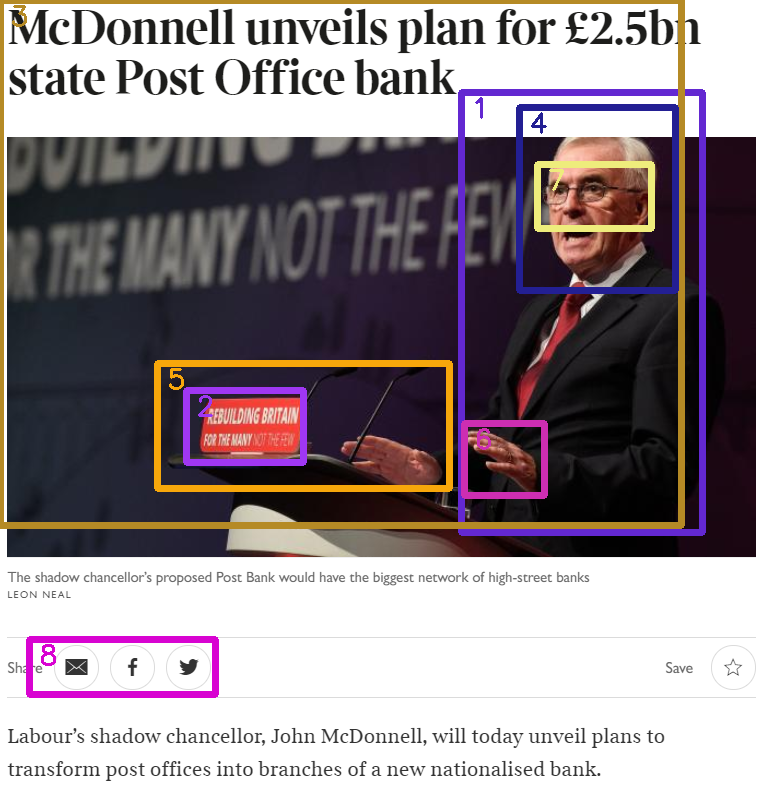 McDonnell unveils plan for £2.5bn
state Post Office bank
BUILDING
OR THE MANY NOT THE FEW
REBUILDING BRITAIN
FOR THE MANY NOT THE FEW
The shadow chancellor's proposed Post Bank would have the biggest network of high-street banks
LEON NEAL
Share
Save
Labour's shadow chancellor, John McDonnell, will today unveil plans to
transform post offices into branches of a new nationalised bank.
3
1
4
7
5
2
6
8